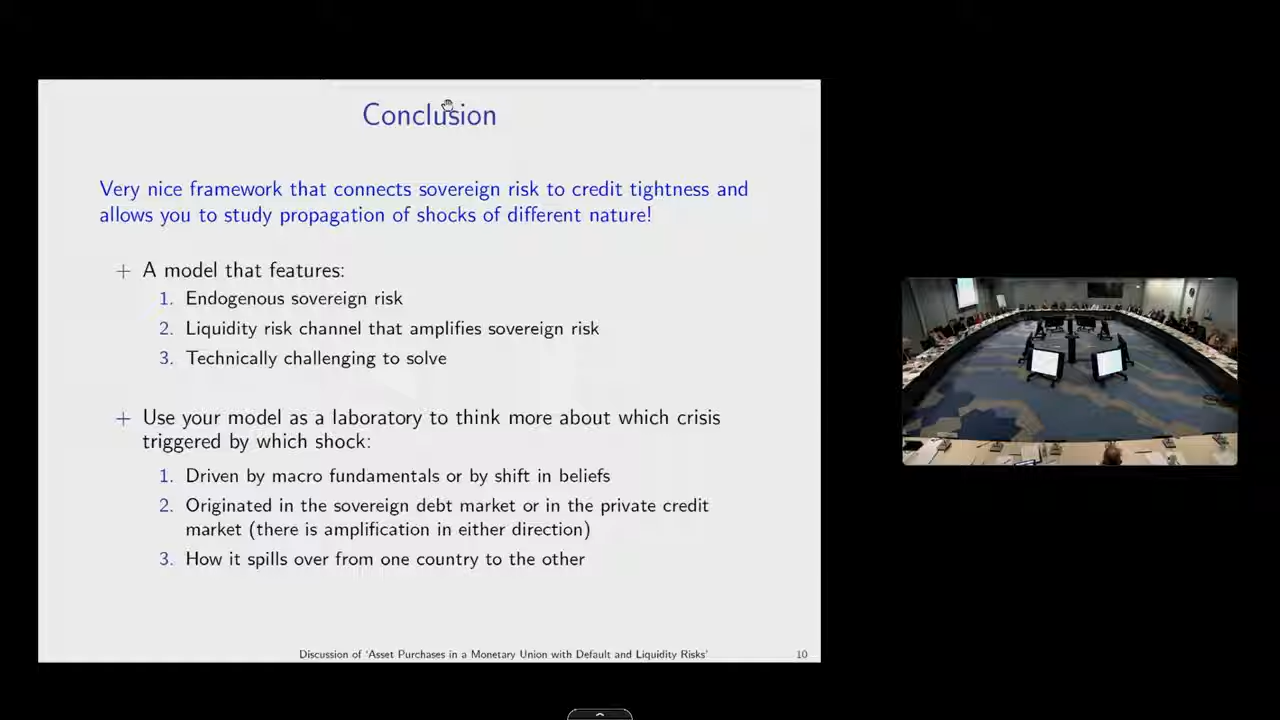 Conclusion
Very nice framework that connects sovereign risk to credit tightness and
allows you to study propagation of shocks of different nature!
+ A model that features:
1. Endogenous sovereign risk
2. Liquidity risk channel that amplifies sovereign risk
3. Technically challenging to solve
+ Use your model as a laboratory to think more about which crisis
triggered by which shock:
1. Driven by macro fundamentals or by shift in beliefs
2. Originated in the sovereign debt market or in the private credit
market (there is amplification in either direction)
3. How it spills over from one country to the other
Discussion of ‘Asset Purchases in a Monetary Union with Default and Liquidity Risks’ 10